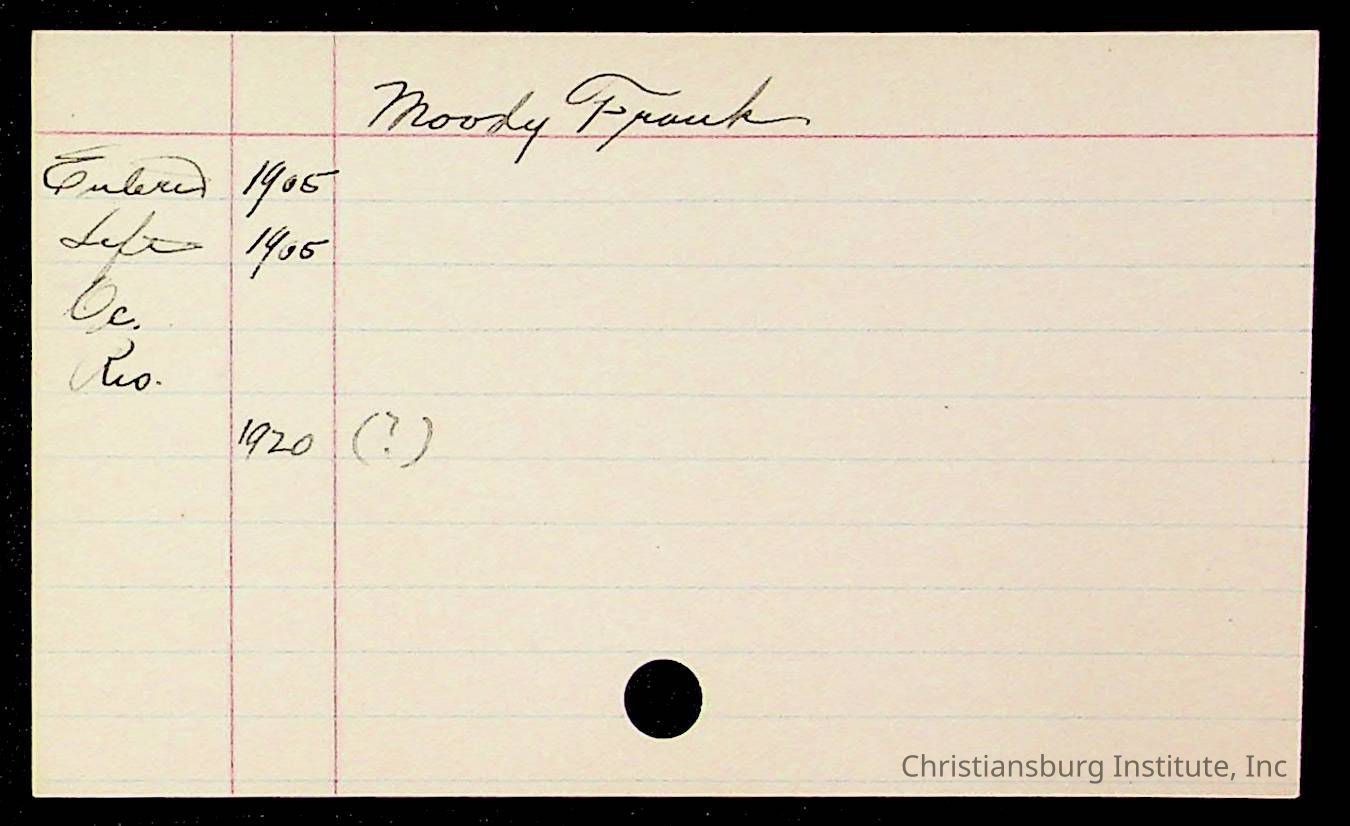 Moody Frank
Entered 1905
Left 1905
Oc.
Res.
1920 (?)
Christiansburg Institute, Inc